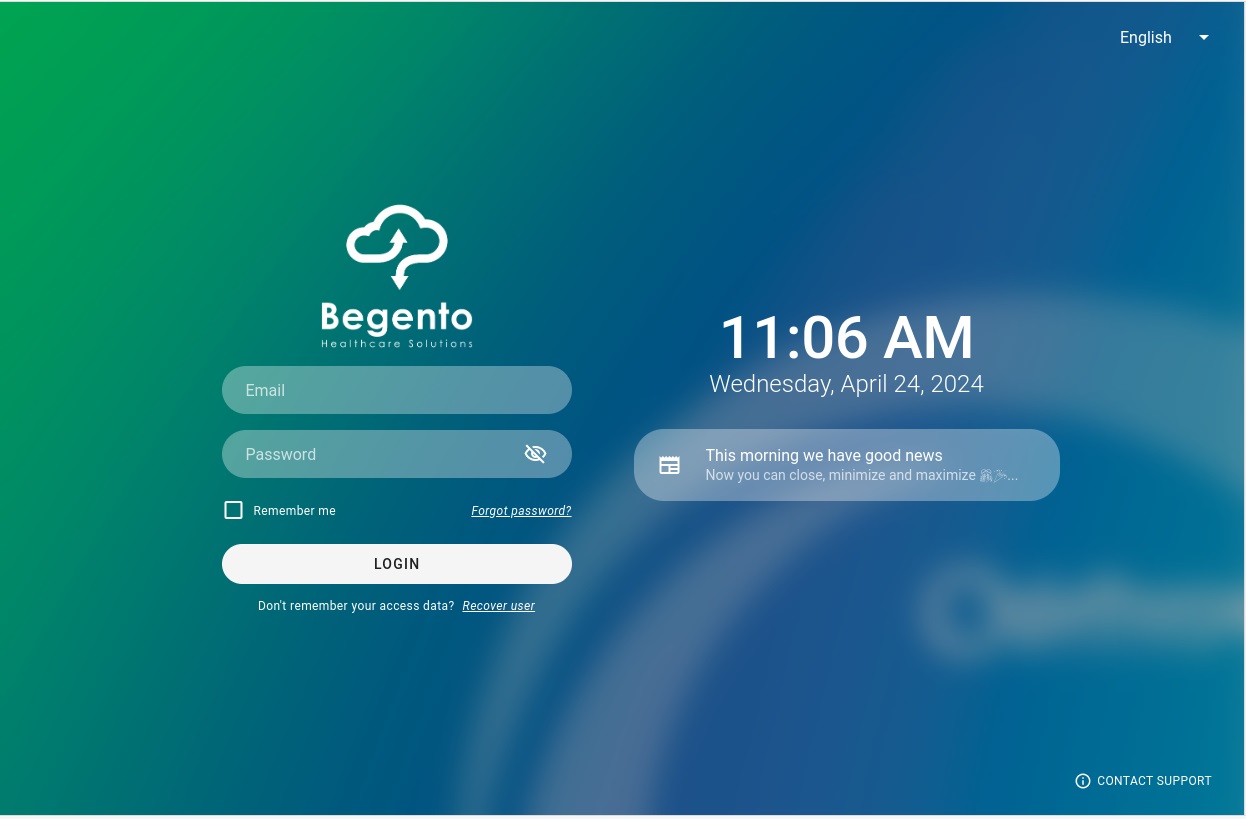 English
Begento
Healthcare Solutions
Email
Password
Remember me
Forgot password?
LOGIN
Don't remember your access data? Recover user
11:06 AM
Wednesday, April 24, 2024
This morning we have good news
Now you can close, minimize and maximize ...
CONTACT SUPPORT